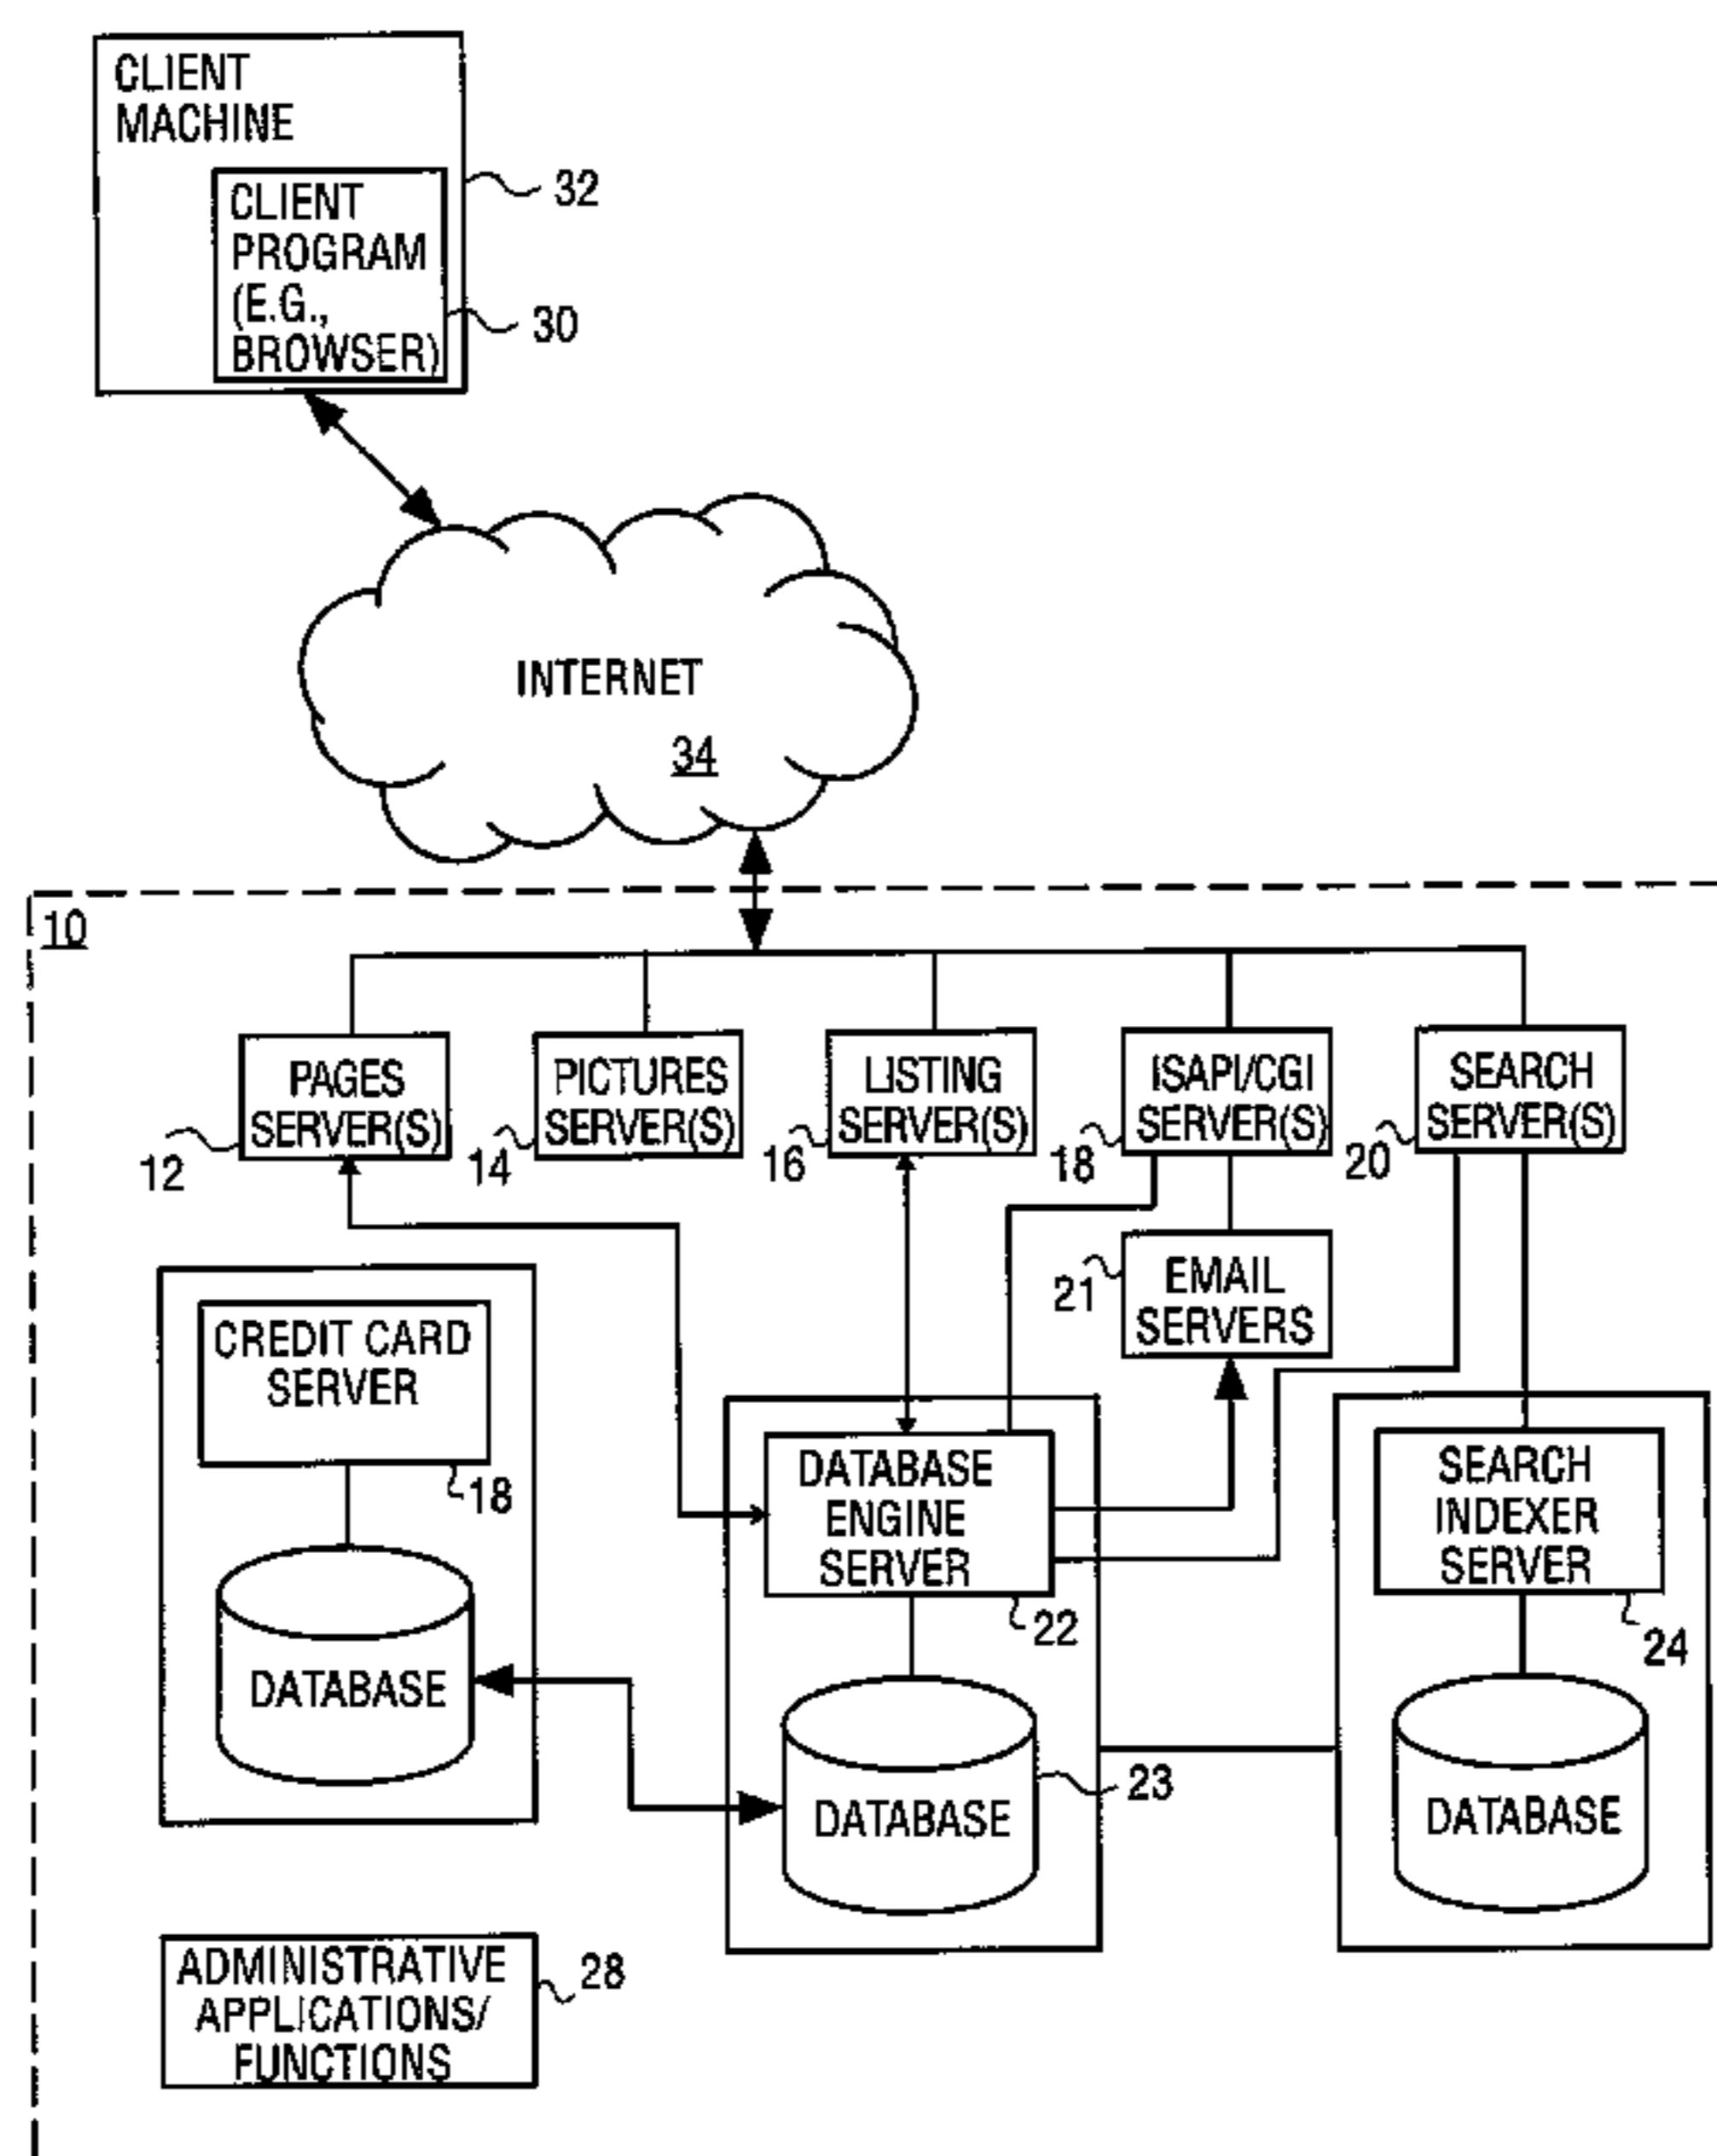 CLIENT
MACHINE
32
CLIENT
PROGRAM
(E.G.,
BROWSER)
30
INTERNET
34
10
PAGES
SERVER(S)
12
PICTURES
SERVER(S)
14
LISTING
SERVER(S)
16
ISAPI/CGI
SERVER(S)
18
SEARCH
SERVER(S)
20
EMAIL
SERVERS
21
CREDIT CARD
SERVER
18
DATABASE
DATABASE
ENGINE
SERVER
22
DATABASE
23
SEARCH
INDEXER
SERVER
24
DATABASE
ADMINISTRATIVE
APPLICATIONS/
FUNCTIONS
28